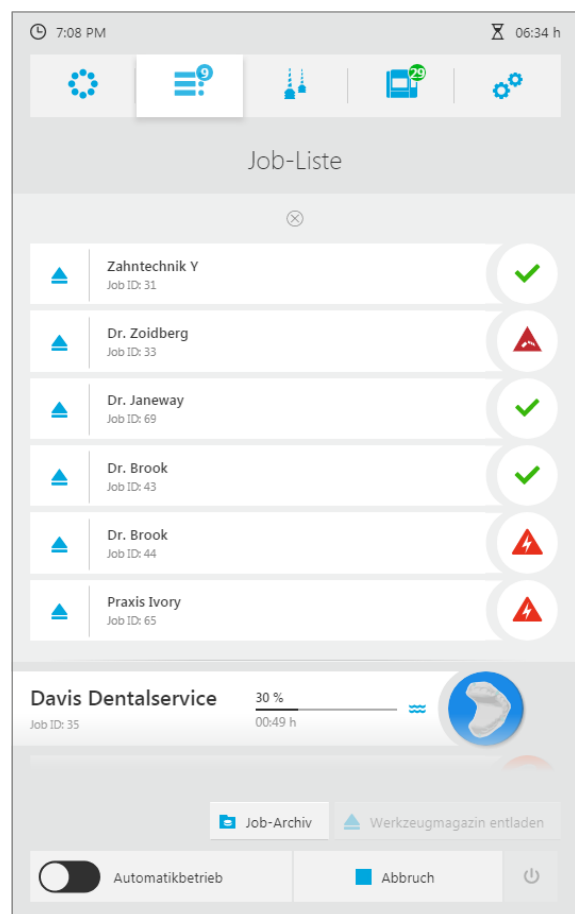 7:08 PM
06:34 h
9
29
Job-Liste
Zahntechnik Y
Job ID: 31
Dr. Zoidberg
Job ID: 33
Dr. Janeway
Job ID: 69
Dr. Brook
Job ID: 43
Dr. Brook
Job ID: 44
Praxis Ivory
Job ID: 65
Davis Dentalservice
30 %
Job ID: 35
00:49 h
Job-Archiv
Werkzeugmagazin entladen
Automatikbetrieb
Abbruch